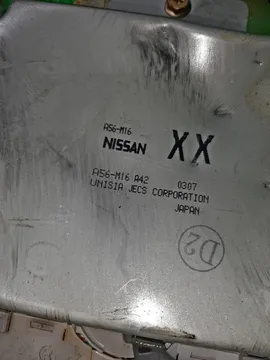 A56-M16
NISSAN XX
A56-M16 A42 0307
UNISIA JECS CORPORATION
JAPAN
D2